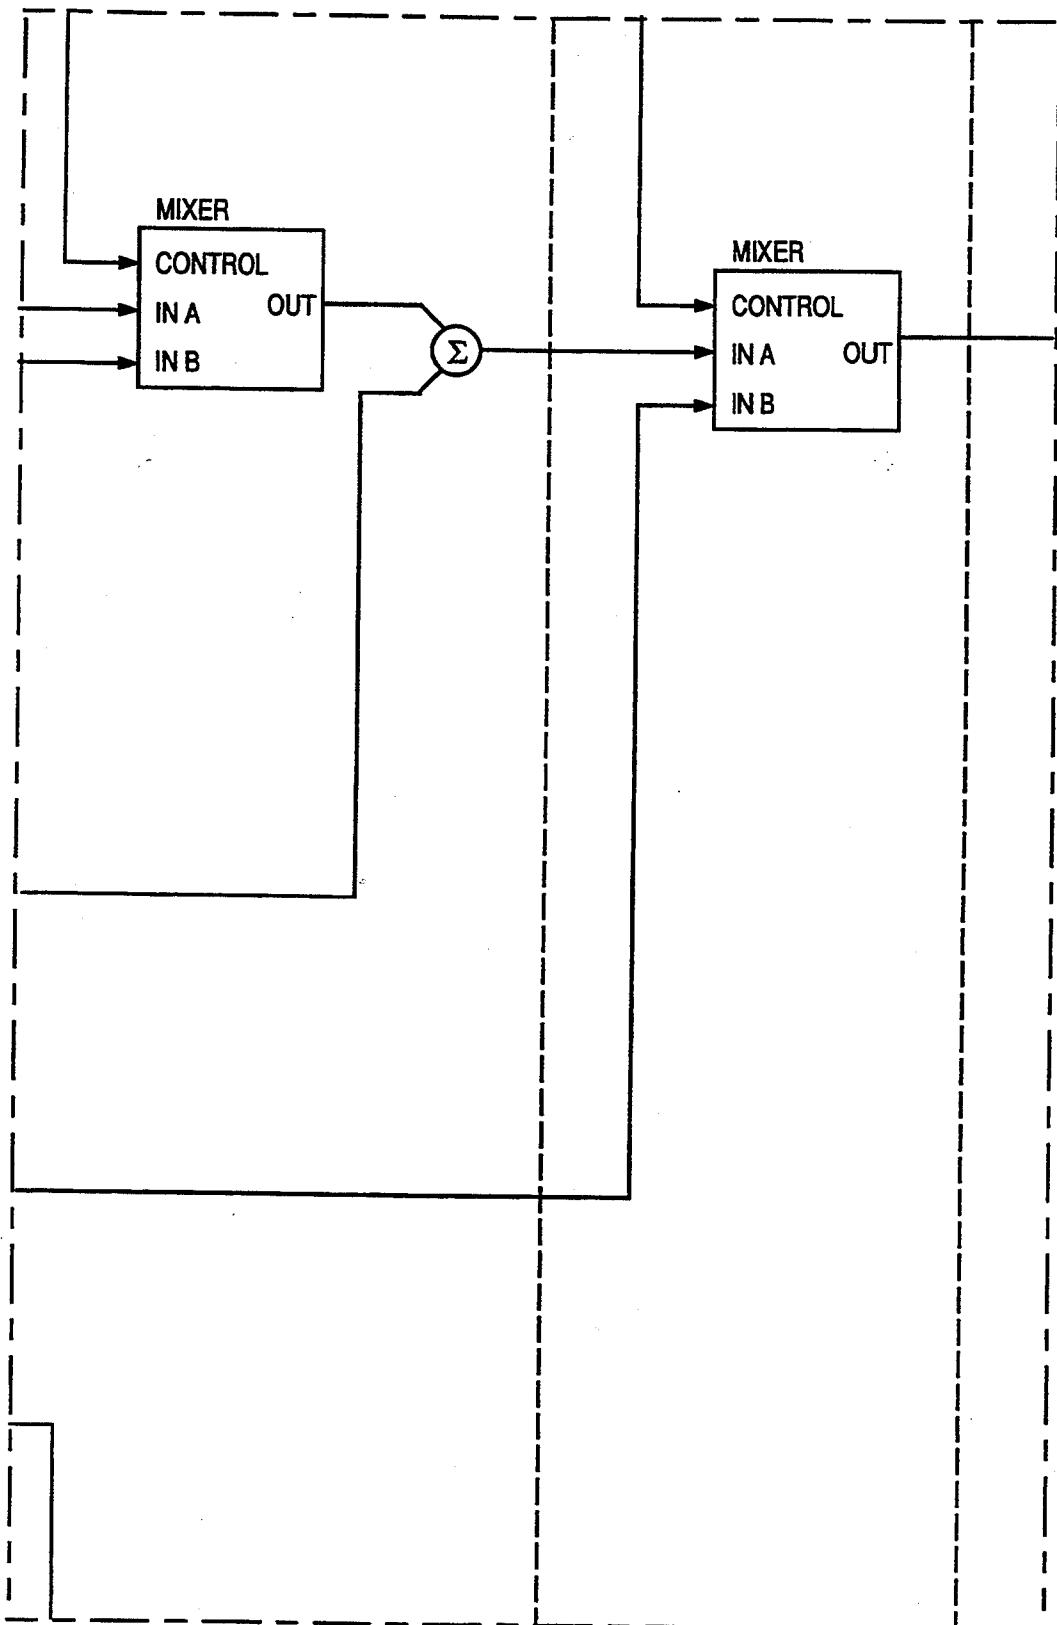 MIXER
CONTROL
IN A
OUT
IN B
Σ
MIXER
CONTROL
IN A
OUT
IN B